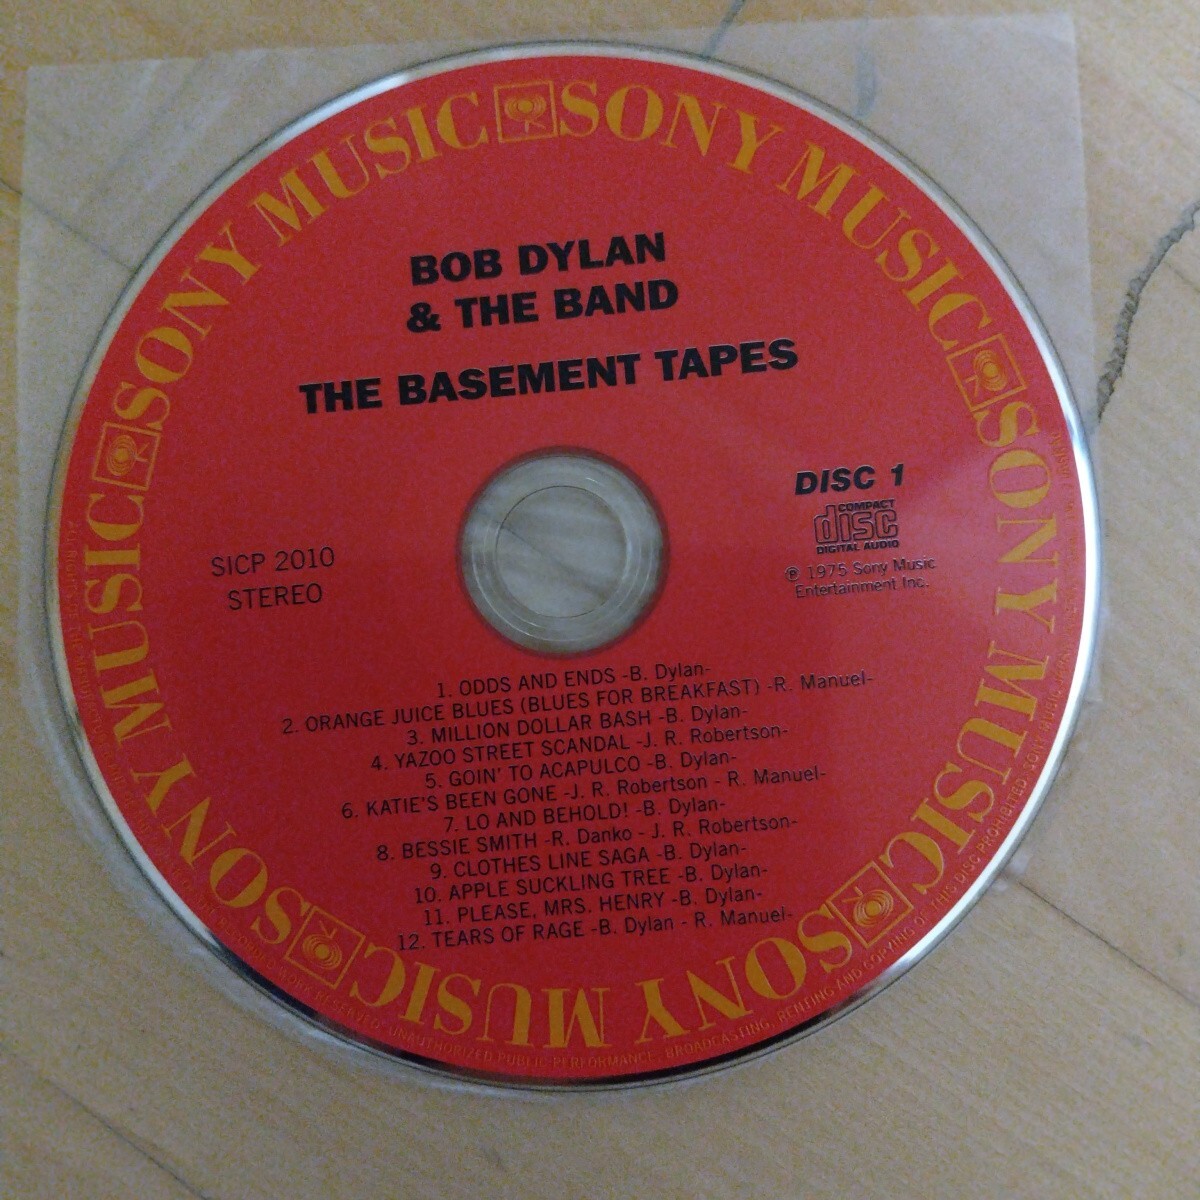 SONY MUSIC SONY MUSIC SONY MUSIC SONY MUSIC SONY MUSIC
BOB DYLAN
& THE BAND
THE BASEMENT TAPES
DISC 1
COMPACT
disc
DIGITAL AUDIO
℗ 1975 Sony Music
Entertainment Inc.
SICP 2010
STEREO
1. ODDS AND ENDS -B. Dylan-
2. ORANGE JUICE BLUES (BLUES FOR BREAKFAST) -R. Manuel-
3. MILLION DOLLAR BASH -B. Dylan-
4. YAZOO STREET SCANDAL -J. R. Robertson-
5. GOIN' TO ACAPULCO -B. Dylan-
6. KATIE'S BEEN GONE -J. R. Robertson - R. Manuel-
7. LO AND BEHOLD! -B. Dylan-
8. BESSIE SMITH -R. Danko - J. R. Robertson-
9. CLOTHES LINE SAGA -B. Dylan-
10. APPLE SUCKLING TREE -B. Dylan-
11. PLEASE, MRS. HENRY -B. Dylan-
12. TEARS OF RAGE -B. Dylan - R. Manuel-
WORK RESERVED. UNAUTHORIZED PUBLIC PERFORMANCE, BROADCASTING, RENTING AND COPYING OF THIS DISC PROHIBITED.